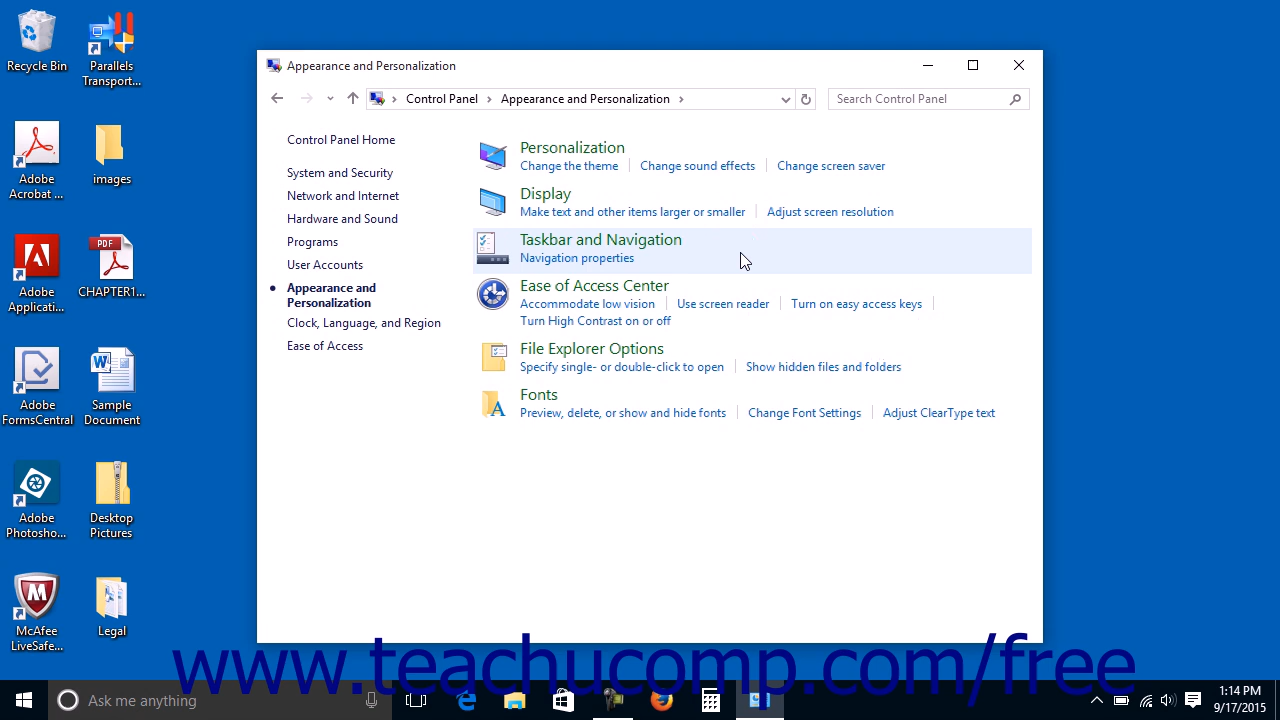 Recycle Bin
Parallels
Transport...
Adobe
Acrobat ...
images
Adobe
Applicati...
PDF
CHAPTER1...
Adobe
FormsCentral
Sample
Document
Adobe
Photosho...
Desktop
Pictures
McAfee
LiveSafe...
Legal
Appearance and Personalization
Control Panel > Appearance and Personalization >
Search Control Panel
Control Panel Home
System and Security
Network and Internet
Hardware and Sound
Programs
User Accounts
Appearance and
Personalization
Clock, Language, and Region
Ease of Access
Personalization
Change the theme | Change sound effects | Change screen saver
Display
Make text and other items larger or smaller | Adjust screen resolution
Taskbar and Navigation
Navigation properties
Ease of Access Center
Accommodate low vision | Use screen reader | Turn on easy access keys |
Turn High Contrast on or off
File Explorer Options
Specify single- or double-click to open | Show hidden files and folders
Fonts
Preview, delete, or show and hide fonts | Change Font Settings | Adjust ClearType text
www.teachucomp.com/free
Ask me anything
1:14 PM
9/17/2015